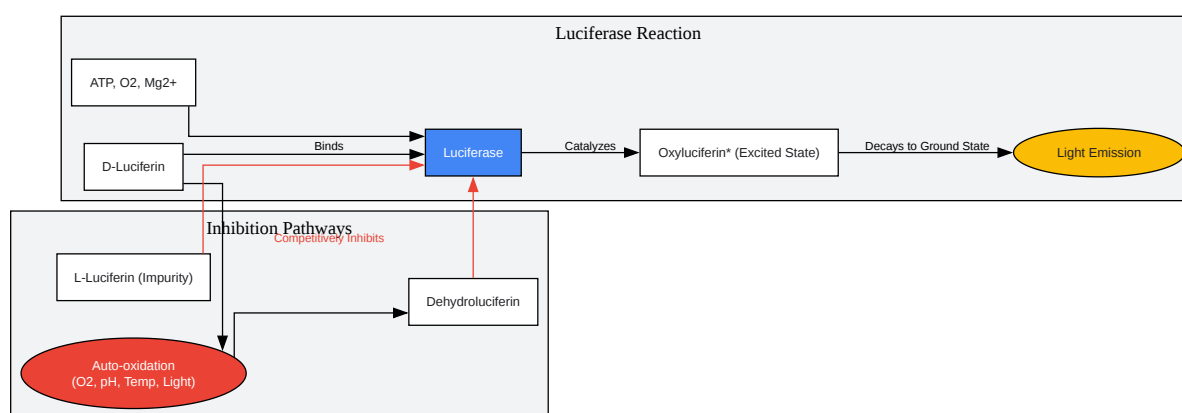 Luciferase Reaction
ATP, O2, Mg2+
D-Luciferin
Binds
Luciferase
Catalyzes
Oxyluciferin* (Excited State)
Decays to Ground State
Light Emission
Inhibition Pathways
Competitively Inhibits
L-Luciferin (Impurity)
Dehydroluciferin
Auto-oxidation
(O2, pH, Temp, Light)